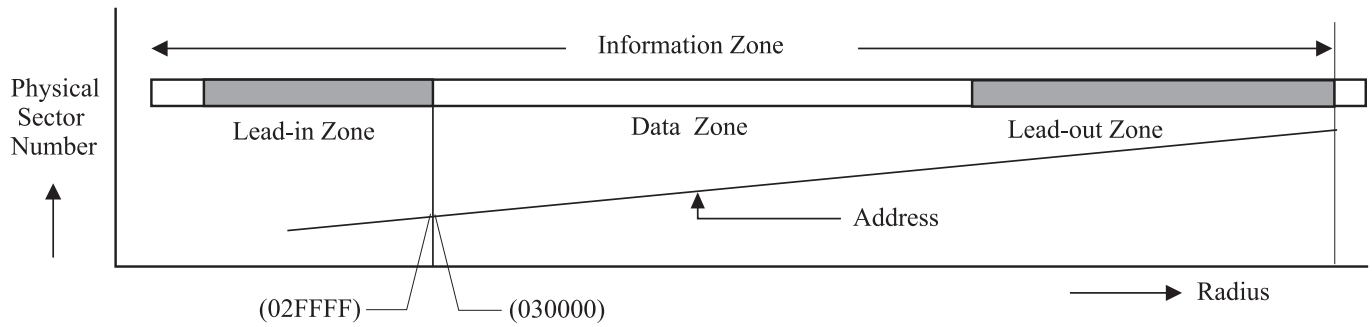 Information Zone
Physical
Sector
Number
Lead-in Zone
Data Zone
Lead-out Zone
Address
(02FFFF)
(030000)
Radius